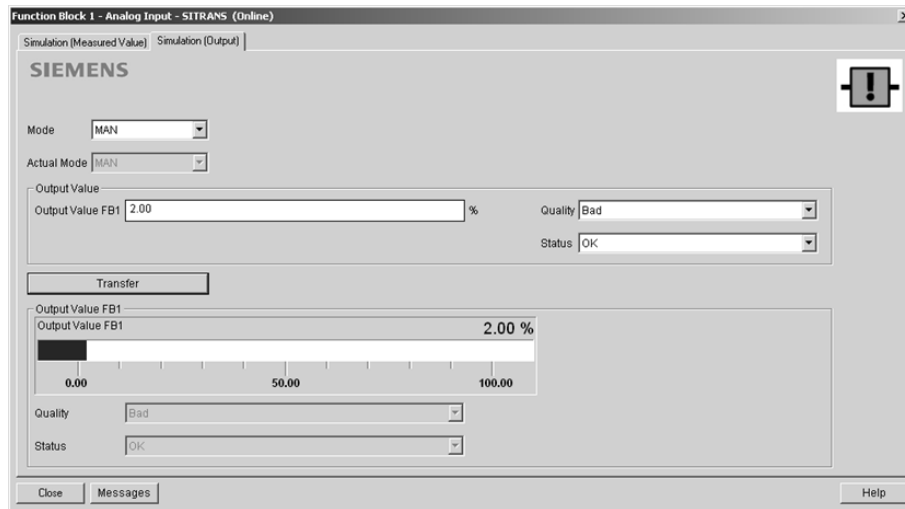 Function Block 1 - Analog Input - SITRANS (Online)
Simulation (Measured Value) Simulation (Output)
SIEMENS
Mode MAN
Actual Mode MAN
Output Value
Output Value FB1 2.00 % Quality Bad
Status OK
Transfer
Output Value FB1
Output Value FB1 2.00 %
0.00 50.00 100.00
Quality Bad
Status OK
Close Messages Help